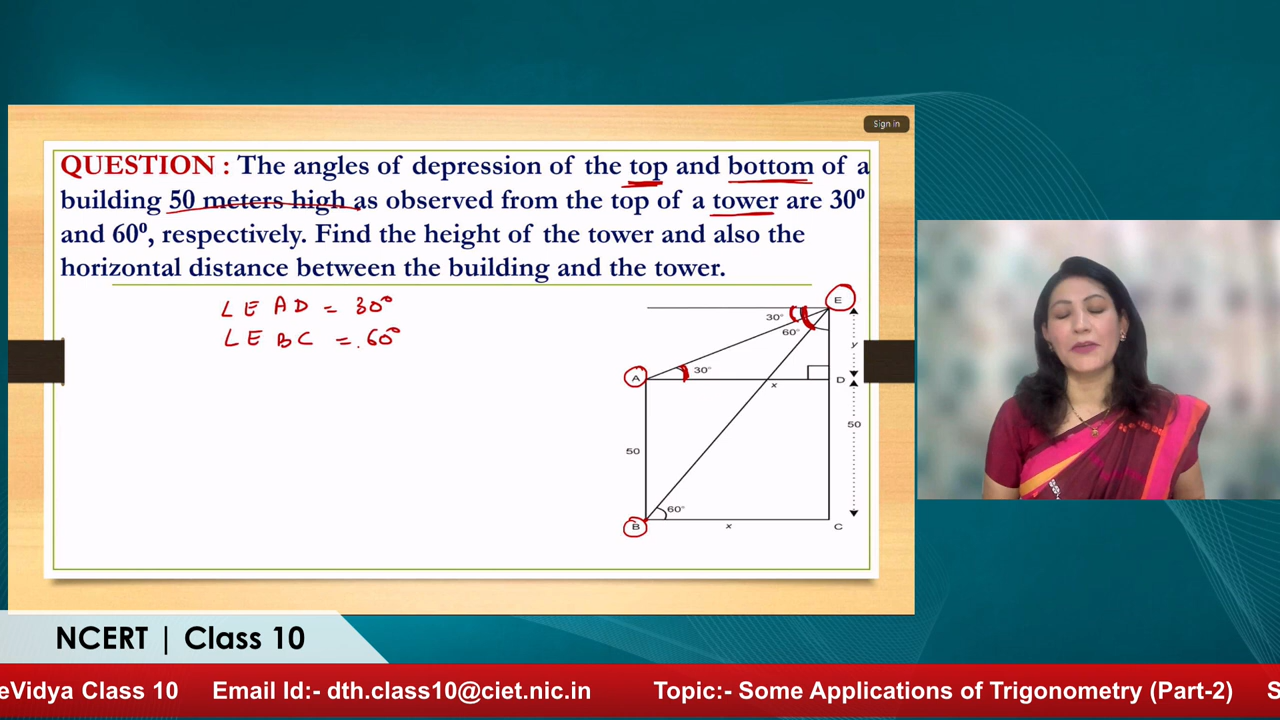 Sign in
QUESTION : The angles of depression of the top and bottom of a
building 50 meters high as observed from the top of a tower are 30⁰
and 60⁰, respectively. Find the height of the tower and also the
horizontal distance between the building and the tower.
∠EAD = 30°
∠EBC = 60°
E
30°
60°
y
A
30°
D
x
50
50
60°
B
x
C
NCERT | Class 10
eVidya Class 10 Email Id:- dth.class10@ciet.nic.in Topic:- Some Applications of Trigonometry (Part-2) S